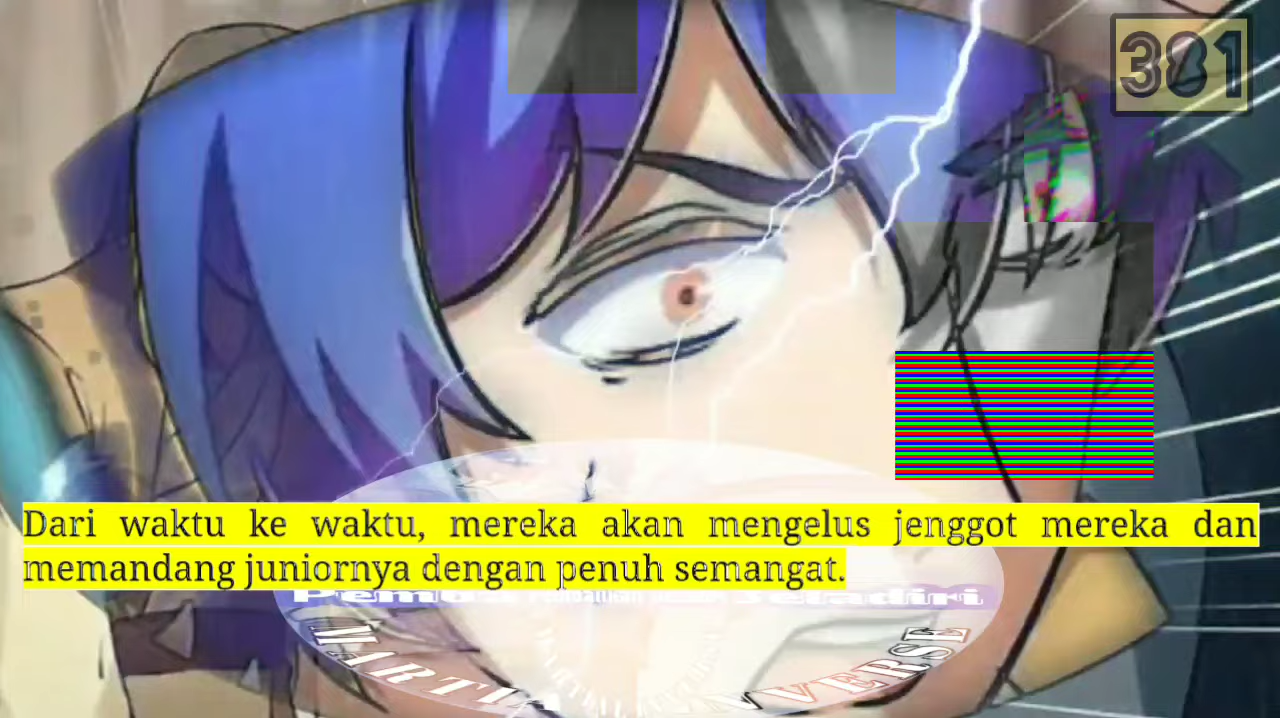 381
Dari waktu ke waktu, mereka akan mengelus jenggot mereka dan
memandang juniornya dengan penuh semangat.